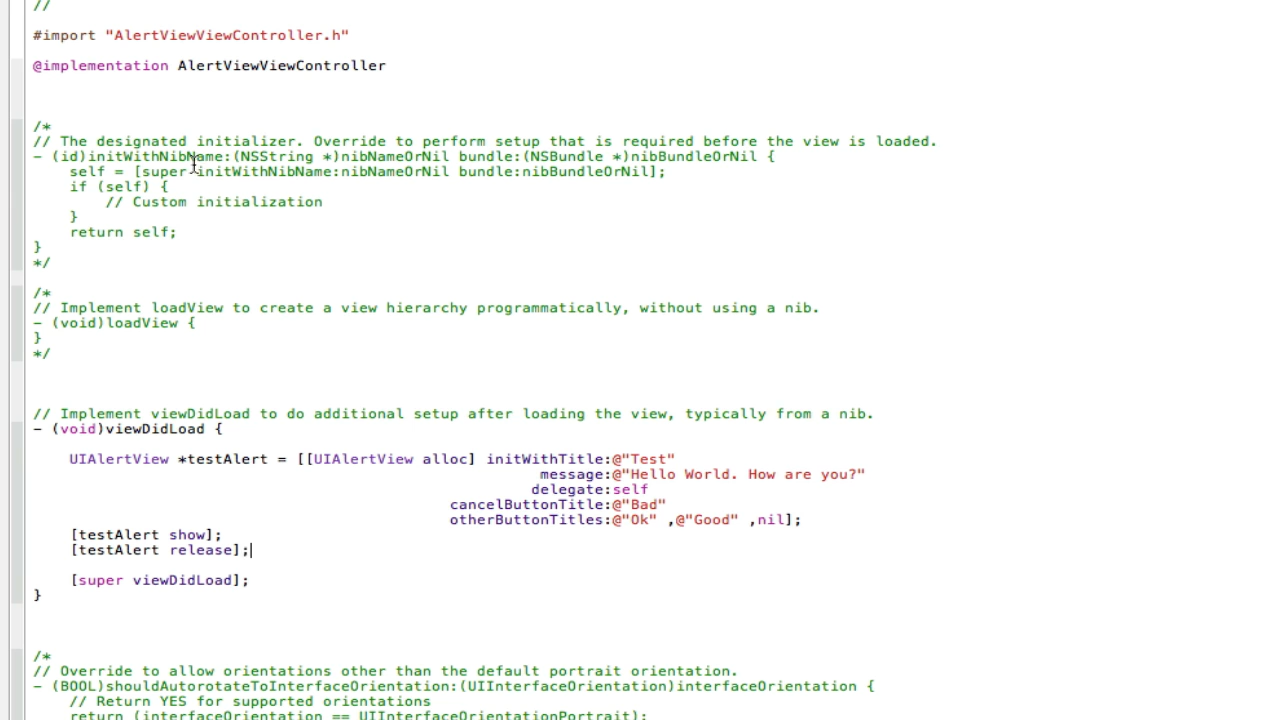 //
#import "AlertViewViewController.h"
@implementation AlertViewViewController
/*
// The designated initializer. Override to perform setup that is required before the view is loaded.
- (id)initWithNibName:(NSString *)nibNameOrNil bundle:(NSBundle *)nibBundleOrNil {
    self = [super initWithNibName:nibNameOrNil bundle:nibBundleOrNil];
    if (self) {
        // Custom initialization
    }
    return self;
}
*/
/*
// Implement loadView to create a view hierarchy programmatically, without using a nib.
- (void)loadView {
}
*/
// Implement viewDidLoad to do additional setup after loading the view, typically from a nib.
- (void)viewDidLoad {
    UIAlertView *testAlert = [[UIAlertView alloc] initWithTitle:@"Test"
                                                        message:@"Hello World. How are you?"
                                                       delegate:self
                                              cancelButtonTitle:@"Bad"
                                              otherButtonTitles:@"Ok" ,@"Good" ,nil];
    [testAlert show];
    [testAlert release];
    [super viewDidLoad];
}
/*
// Override to allow orientations other than the default portrait orientation.
- (BOOL)shouldAutorotateToInterfaceOrientation:(UIInterfaceOrientation)interfaceOrientation {
    // Return YES for supported orientations
    return (interfaceOrientation == UIInterfaceOrientationPortrait);